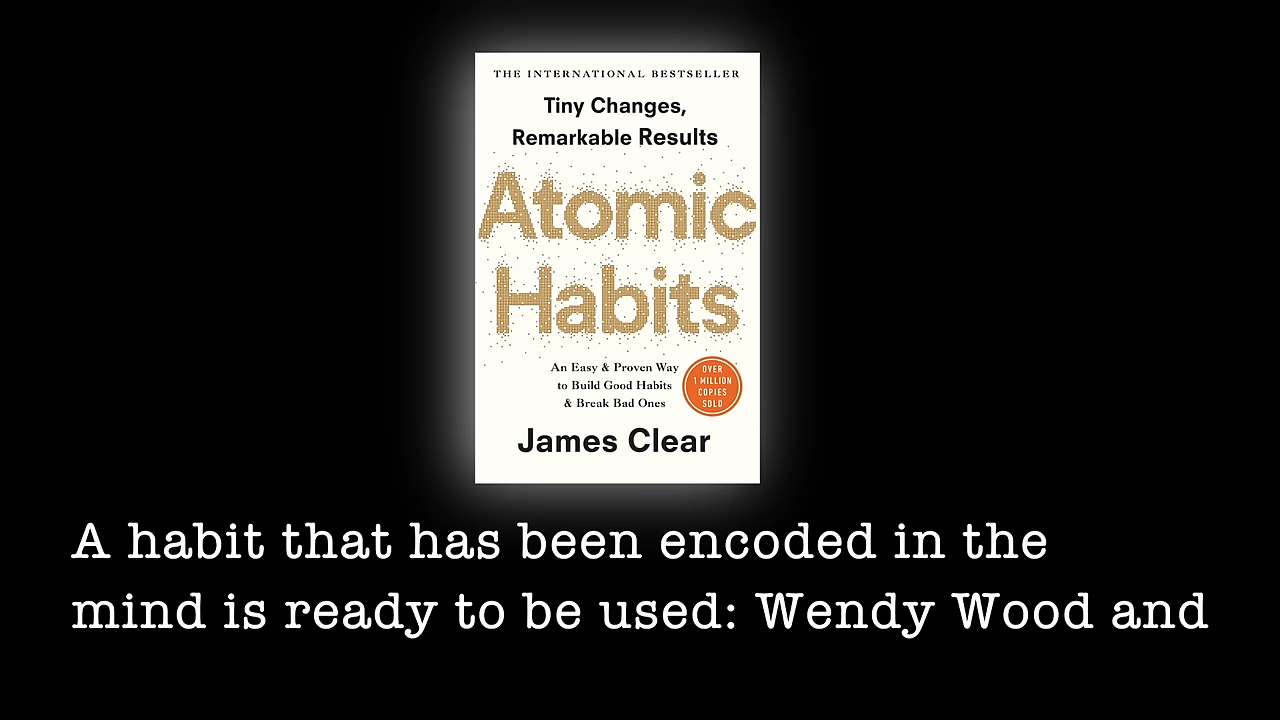 THE INTERNATIONAL BESTSELLER
Tiny Changes,
Remarkable Results
Atomic
Habits
An Easy & Proven Way
to Build Good Habits
& Break Bad Ones
OVER
1 MILLION
COPIES
SOLD
James Clear
A habit that has been encoded in the
mind is ready to be used: Wendy Wood and